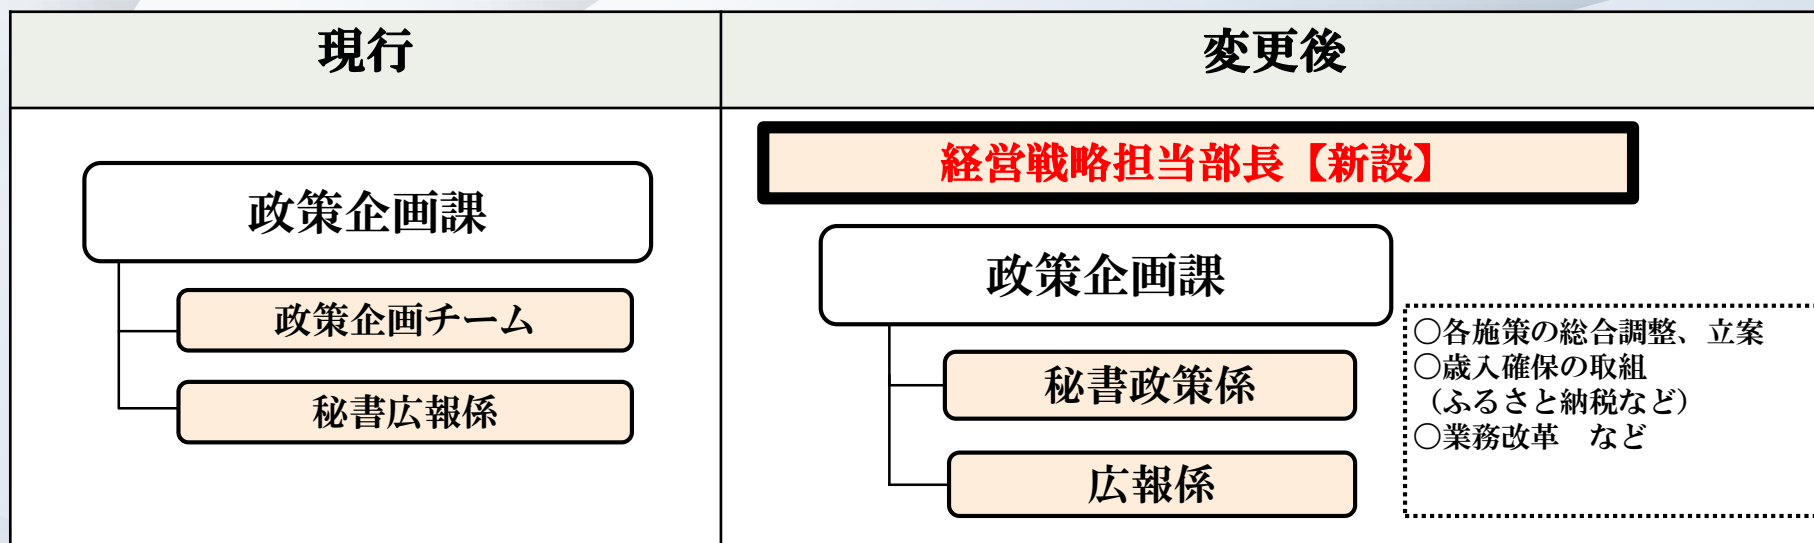 現行
政策企画課
政策企画チーム
秘書広報係
変更後
経営戦略担当部長【新設】
政策企画課
秘書政策係
広報係
○各施策の総合調整、立案
○歳入確保の取組
（ふるさと納税など）
○業務改革　など